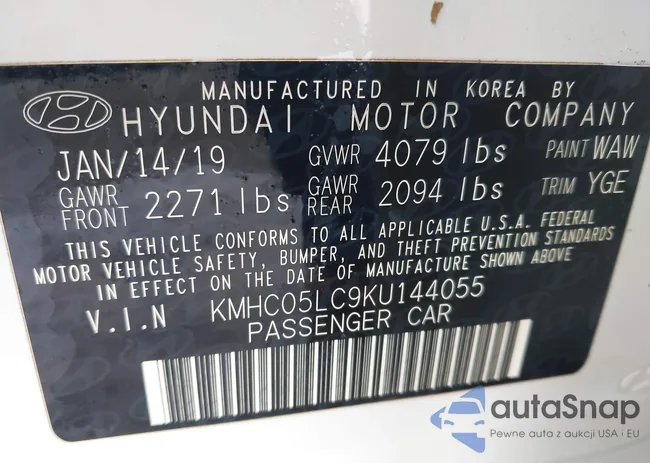 MANUFACTURED IN KOREA BY
HYUNDAI MOTOR COMPANY
JAN/14/19 GVWR 4079 lbs PAINT WAW
GAWR FRONT 2271 lbs GAWR REAR 2094 lbs TRIM YGE
THIS VEHICLE CONFORMS TO ALL APPLICABLE U.S.A. FEDERAL
MOTOR VEHICLE SAFETY, BUMPER, AND THEFT PREVENTION STANDARDS
IN EFFECT ON THE DATE OF MANUFACTURE SHOWN ABOVE
V.I.N KMHC05LC9KU144055
PASSENGER CAR
autaSnap
Pewne auta z aukcji USA i EU